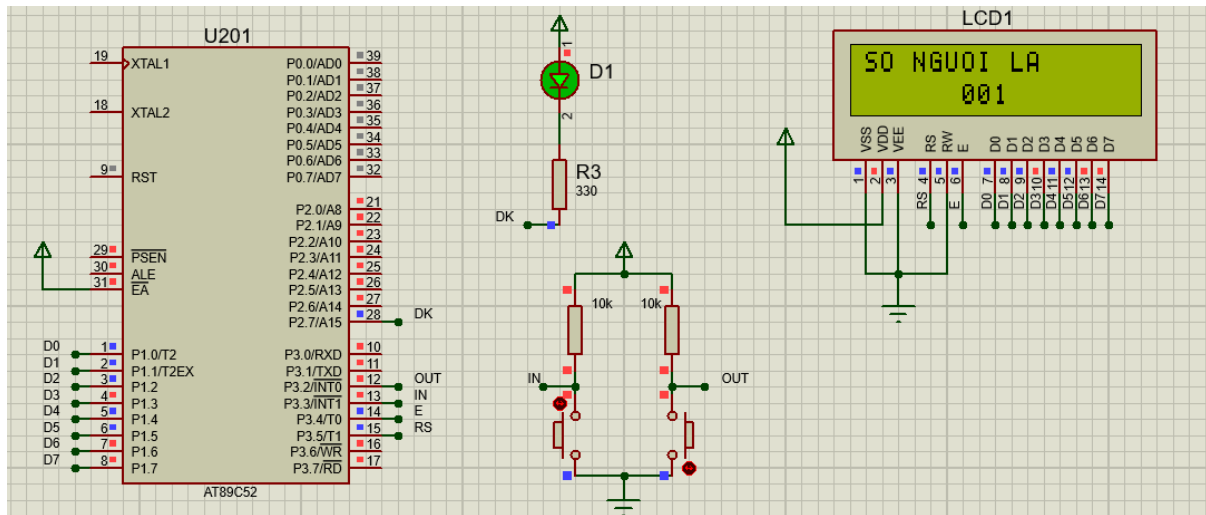 U201
19 XTAL1
18 XTAL2
9 RST
29 PSEN
30 ALE
31 EA
D0 1 P1.0/T2
D1 2 P1.1/T2EX
D2 3 P1.2
D3 4 P1.3
D4 5 P1.4
D5 6 P1.5
D6 7 P1.6
D7 8 P1.7
P0.0/AD0 39
P0.1/AD1 38
P0.2/AD2 37
P0.3/AD3 36
P0.4/AD4 35
P0.5/AD5 34
P0.6/AD6 33
P0.7/AD7 32
P2.0/A8 21
P2.1/A9 22
P2.2/A10 23
P2.3/A11 24
P2.4/A12 25
P2.5/A13 26
P2.6/A14 27
P2.7/A15 28 DK
P3.0/RXD 10
P3.1/TXD 11
P3.2/INT0 12 OUT
P3.3/INT1 13 IN
P3.4/T0 14 E
P3.5/T1 15 RS
P3.6/WR 16
P3.7/RD 17
AT89C52
1
D1
2
R3
330
DK
10k 10k
IN OUT
LCD1
SO NGUOI LA
001
VSS VDD VEE RS RW E D0 D1 D2 D3 D4 D5 D6 D7
1 2 3 4 5 6 7 8 9 10 11 12 13 14
RS E D0 D1 D2 D3 D4 D5 D6 D7